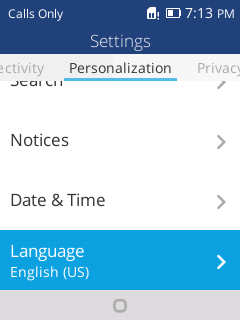 Calls Only 7:13 PM
Settings
ectivity Personalization Privacy
Search
Notices
Date & Time
Language
English (US)